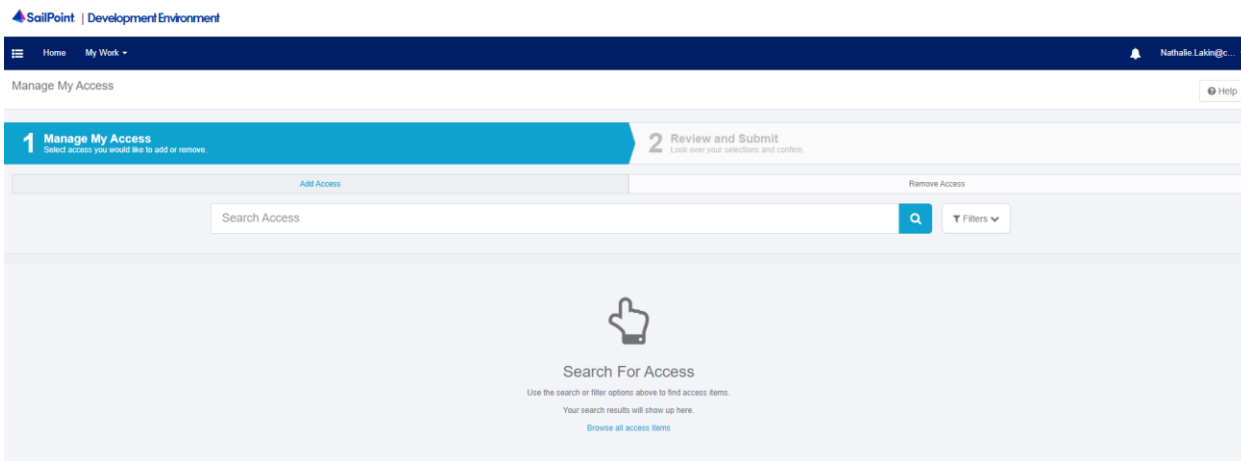 SailPoint | Development Environment
Home My Work
Nathalie.Lakin@c...
Manage My Access
Help
1 Manage My Access
Select access you would like to add or remove.
2 Review and Submit
Look over your selections and confirm.
Add Access
Remove Access
Search Access
Filters
Search For Access
Use the search or filter options above to find access items.
Your search results will show up here.
Browse all access items